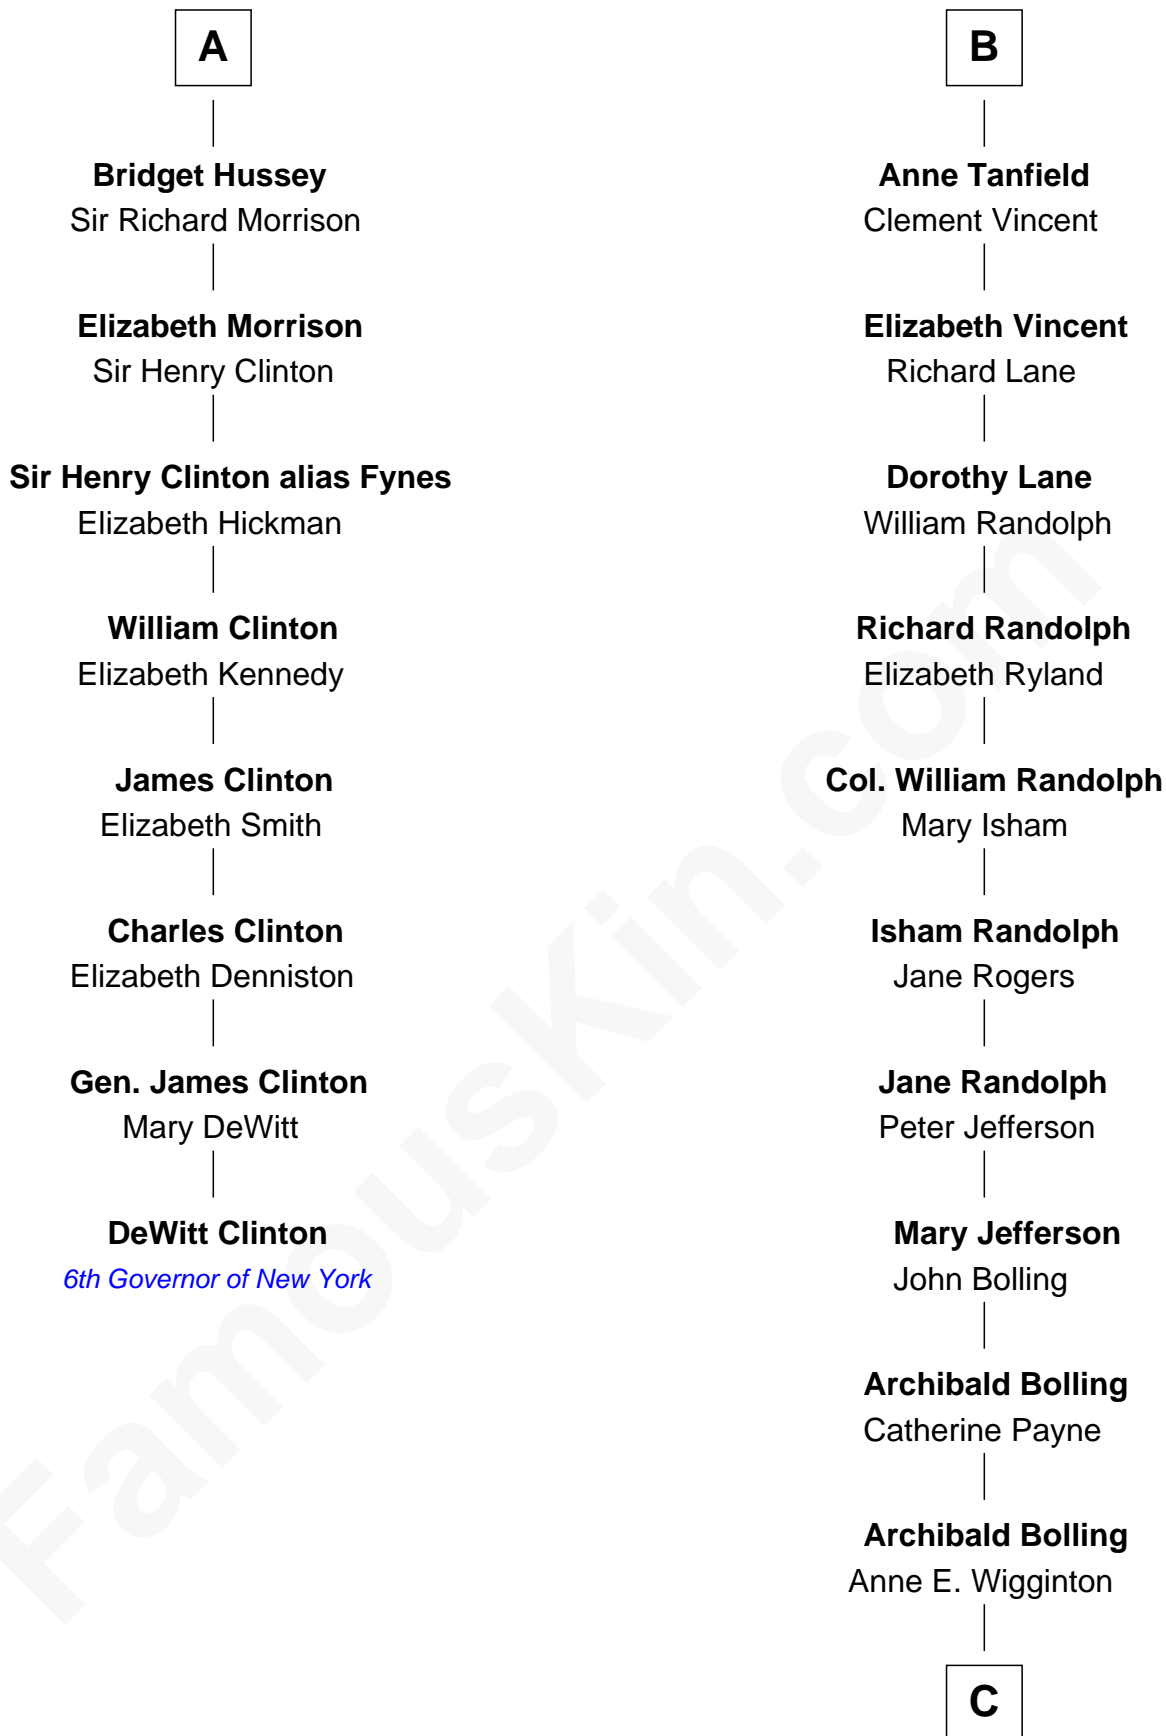 A
Bridget Hussey
Sir Richard Morrison
Elizabeth Morrison
Sir Henry Clinton
Sir Henry Clinton alias Fynes
Elizabeth Hickman
William Clinton
Elizabeth Kennedy
James Clinton
Elizabeth Smith
Charles Clinton
Elizabeth Denniston
Gen. James Clinton
Mary DeWitt
DeWitt Clinton
6th Governor of New York
B
Anne Tanfield
Clement Vincent
Elizabeth Vincent
Richard Lane
Dorothy Lane
William Randolph
Richard Randolph
Elizabeth Ryland
Col. William Randolph
Mary Isham
Isham Randolph
Jane Rogers
Jane Randolph
Peter Jefferson
Mary Jefferson
John Bolling
Archibald Bolling
Catherine Payne
Archibald Bolling
Anne E. Wigginton
C
FamousKin.com